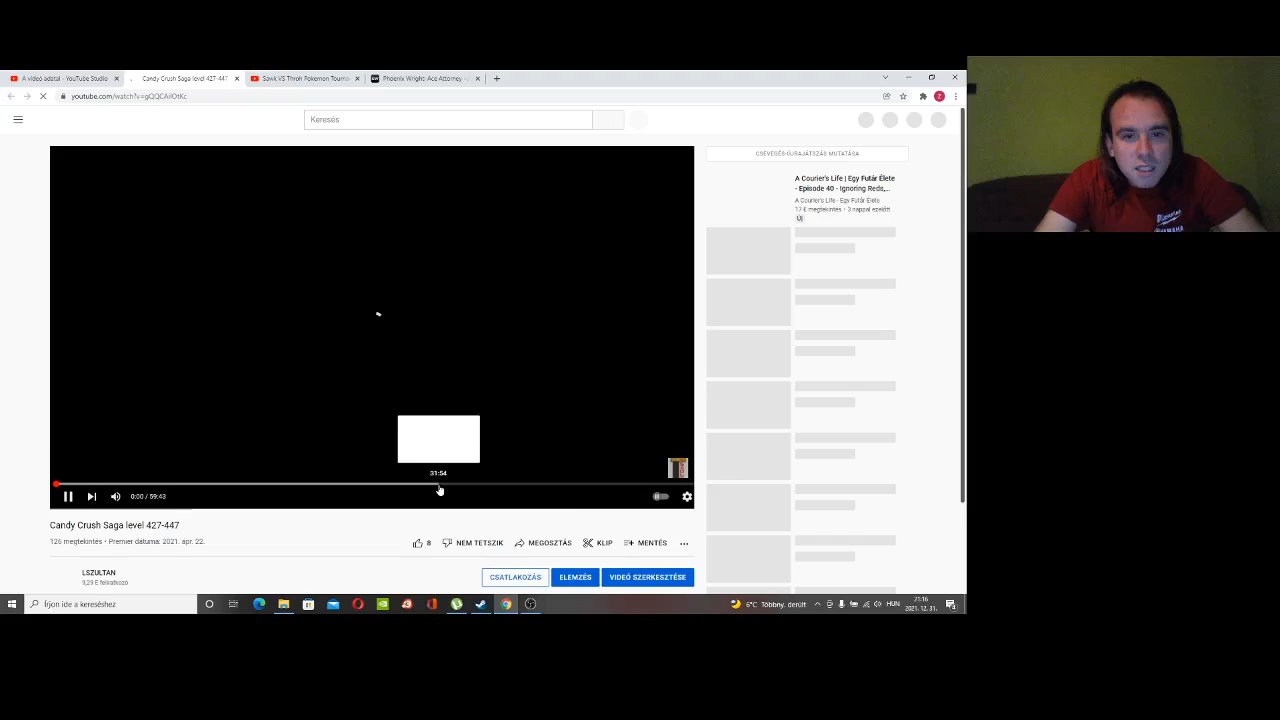 A videó adatai - YouTube Studio
Candy Crush Saga level 427-447
Sawk VS Throh Pokemon Tourna
Phoenix Wright: Ace Attorney
youtube.com/watch?v=gQQCAilOtKc
Keresés
CSEVEGÉS-ÚJRAJÁTSZÁS MUTATÁSA
A Courier's Life | Egy Futár Élete
- Episode 40 - Ignoring Reds,...
A Courier's Life - Egy Futár Élete
17 E megtekintés • 3 nappal ezelőtt
Új
31:54
0:00 / 59:43
Candy Crush Saga level 427-447
126 megtekintés • Premier dátuma: 2021. ápr. 22.
8
NEM TETSZIK
MEGOSZTÁS
KLIP
MENTÉS
LSZULTAN
9,29 E feliratkozó
CSATLAKOZÁS
ELEMZÉS
VIDEÓ SZERKESZTÉSE
Írjon ide a kereséshez
6°C Többny. derült
HUN
21:16
2021. 12. 31.
YAMAHA